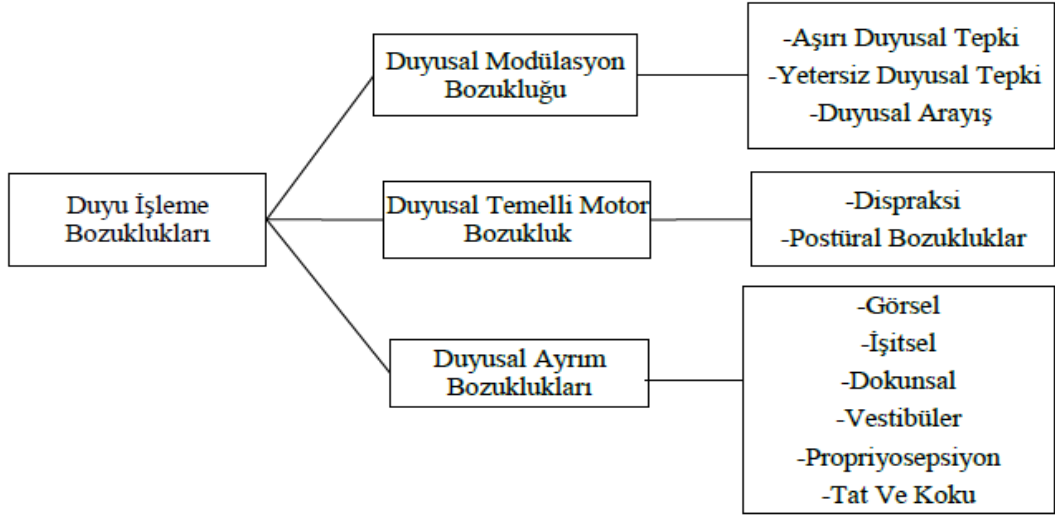 Duyu İşleme
Bozuklukları
Duyusal Modülasyon
Bozukluğu
-Aşırı Duyusal Tepki
-Yetersiz Duyusal Tepki
-Duyusal Arayış
Duyusal Temelli Motor
Bozukluk
-Dispraksi
-Postüral Bozukluklar
Duyusal Ayrım
Bozuklukları
-Görsel
-İşitsel
-Dokunsal
-Vestibüler
-Propriyosepsiyon
-Tat Ve Koku